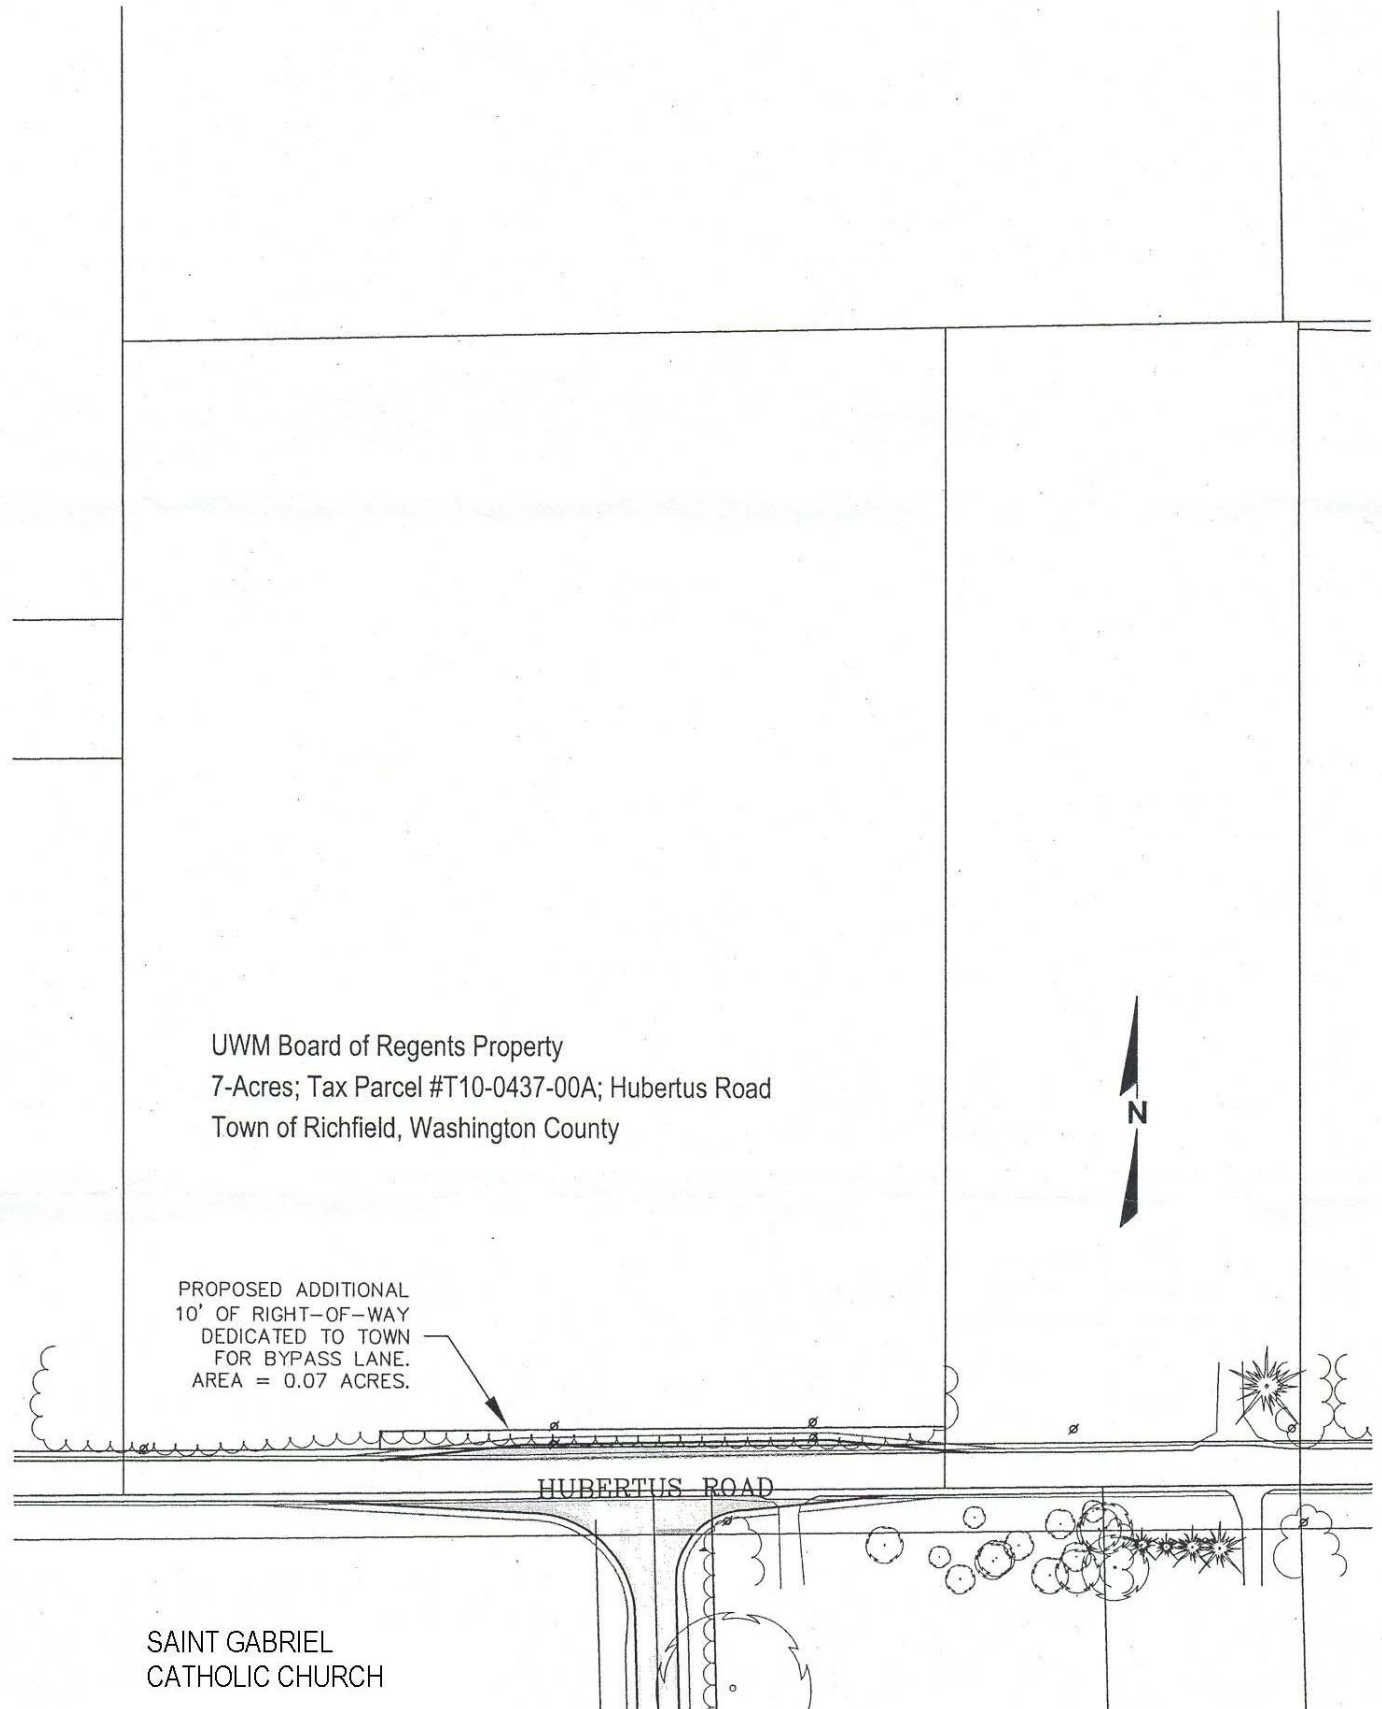 UWM Board of Regents Property
7-Acres; Tax Parcel #T10-0437-00A; Hubertus Road
Town of Richfield, Washington County
N
PROPOSED ADDITIONAL
10' OF RIGHT-OF-WAY
DEDICATED TO TOWN
FOR BYPASS LANE.
AREA = 0.07 ACRES.
HUBERTUS ROAD
SAINT GABRIEL
CATHOLIC CHURCH